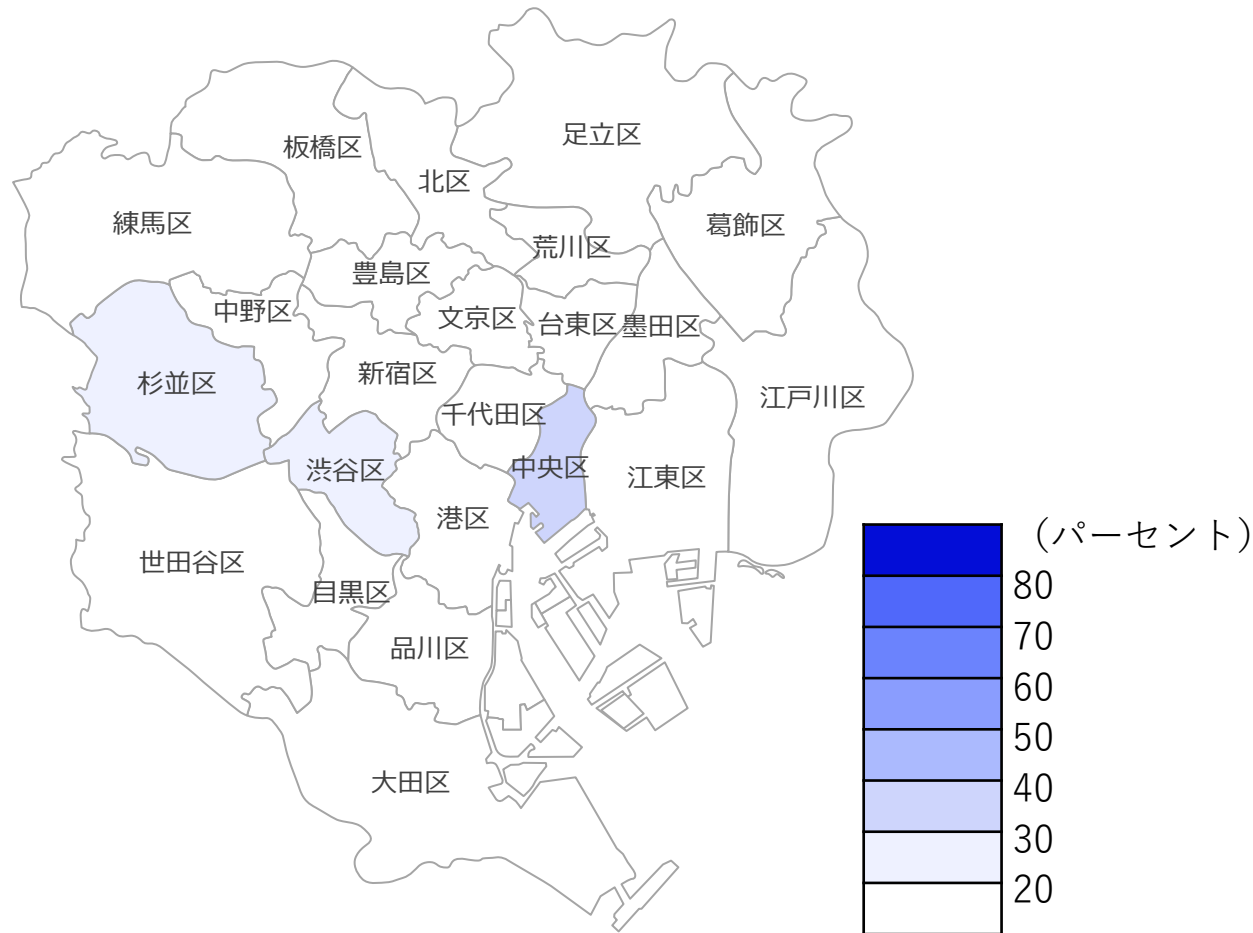 足立区
板橋区
北区
練馬区
葛飾区
荒川区
豊島区
中野区
文京区
台東区
墨田区
新宿区
杉並区
江戸川区
千代田区
渋谷区
中央区
江東区
港区
世田谷区
目黒区
品川区
大田区
（パーセント）
80
70
60
50
40
30
20